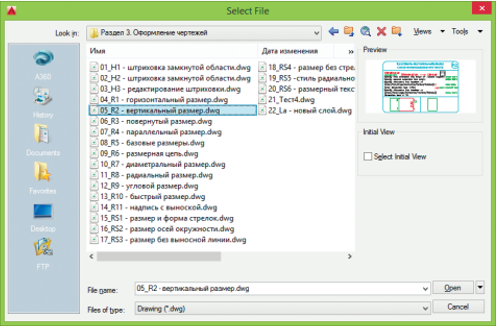 Select File
Look in: Раздел 3. Оформление чертежей
Views Tools
Имя Дата изменения »
Preview
01_H1 - штриховка замкнутой области.dwg
02_H2 - штриховка замкнутой области.dwg
03_H3 - редактирование штриховки.dwg
04_R1 - горизонтальный размер.dwg
05_R2 - вертикальный размер.dwg
06_R3 - повернутый размер.dwg
07_R4 - параллельный размер.dwg
08_R5 - базовые размеры.dwg
09_R6 - размерная цепь.dwg
10_R7 - диаметральный размер.dwg
11_R8 - радиальный размер.dwg
12_R9 - угловой размер.dwg
13_R10 - быстрый размер.dwg
14_R11 - надпись с выноской.dwg
15_RS1 - размер и форма стрелок.dwg
16_RS2 - размер осей окружности.dwg
17_RS3 - размер без выносной линии.dwg
18_RS4 - размер без стре.
19_RS5 -стиль радиально
20_RS6 - размерный текст
21_Тест4.dwg
22_La - новый слой.dwg
Initial View
Select Initial View
A360
History
Documents
Favorites
Desktop
FTP
File name: 05_R2 - вертикальный размер.dwg Open
Files of type: Drawing (*.dwg) Cancel